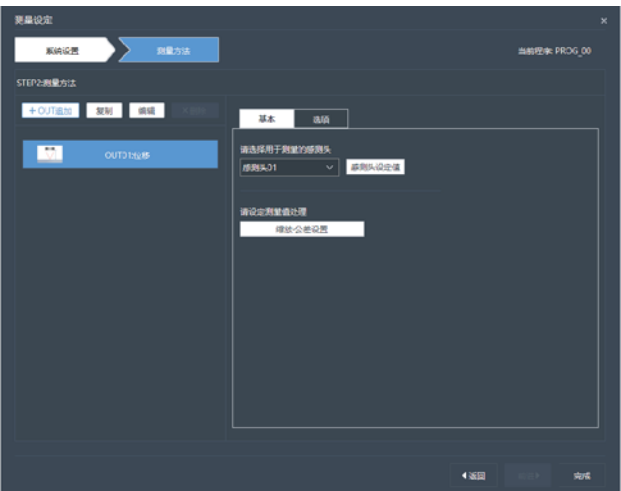 测量设定
×
系统设置
测量方法
当前程序: PROG_00
STEP2:测量方法
+OUT追加
复制
编辑
×删除
基本
选项
OUT01:位移
请选择用于测量的感测头
感测头01
感测头设定值
请设定测量值处理
缩放·公差设置
返回
完成